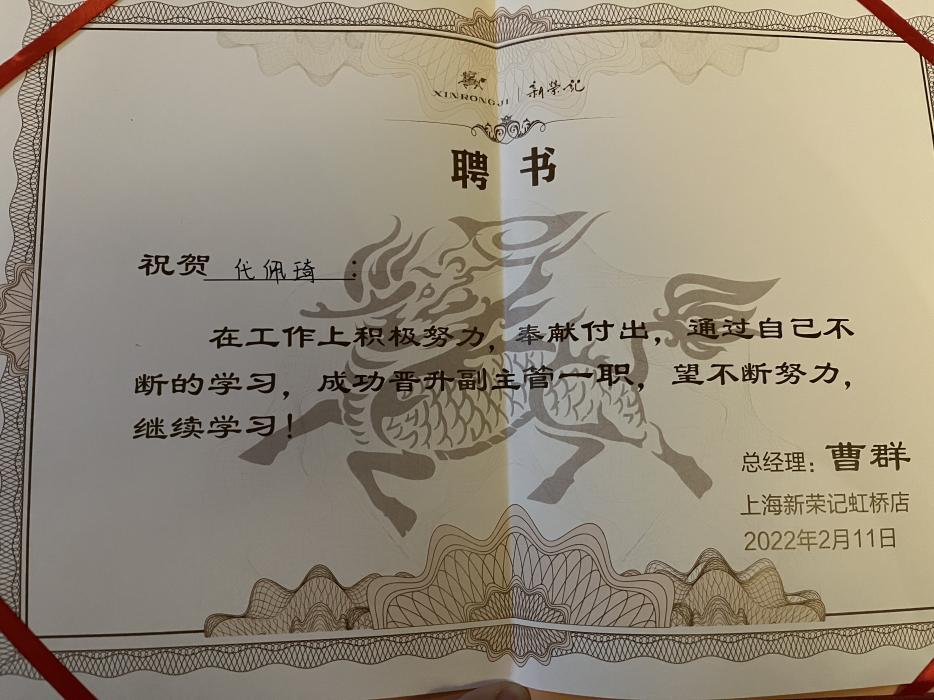 XINRONGJI | 新荣记
聘书
祝贺 代佩琦 ：
在工作上积极努力，奉献付出，通过自己不
断的学习，成功晋升副主管一职，望不断努力，
继续学习！
总经理：曹群
上海新荣记虹桥店
2022年2月11日